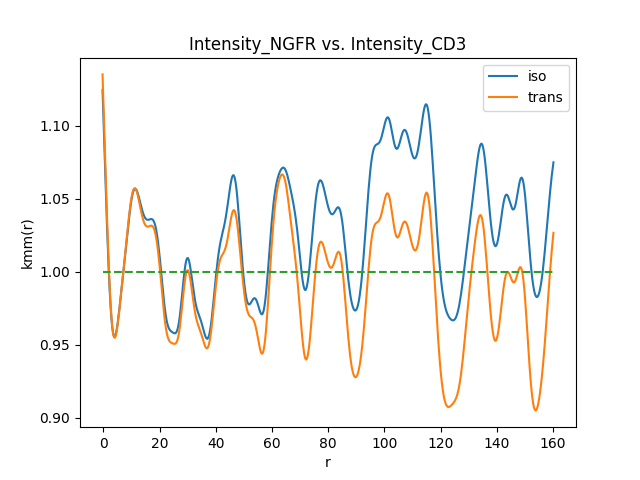 Intensity_NGFR vs. Intensity_CD3
iso
trans
kmm(r)
1.10
1.05
1.00
0.95
0.90
0 20 40 60 80 100 120 140 160
r